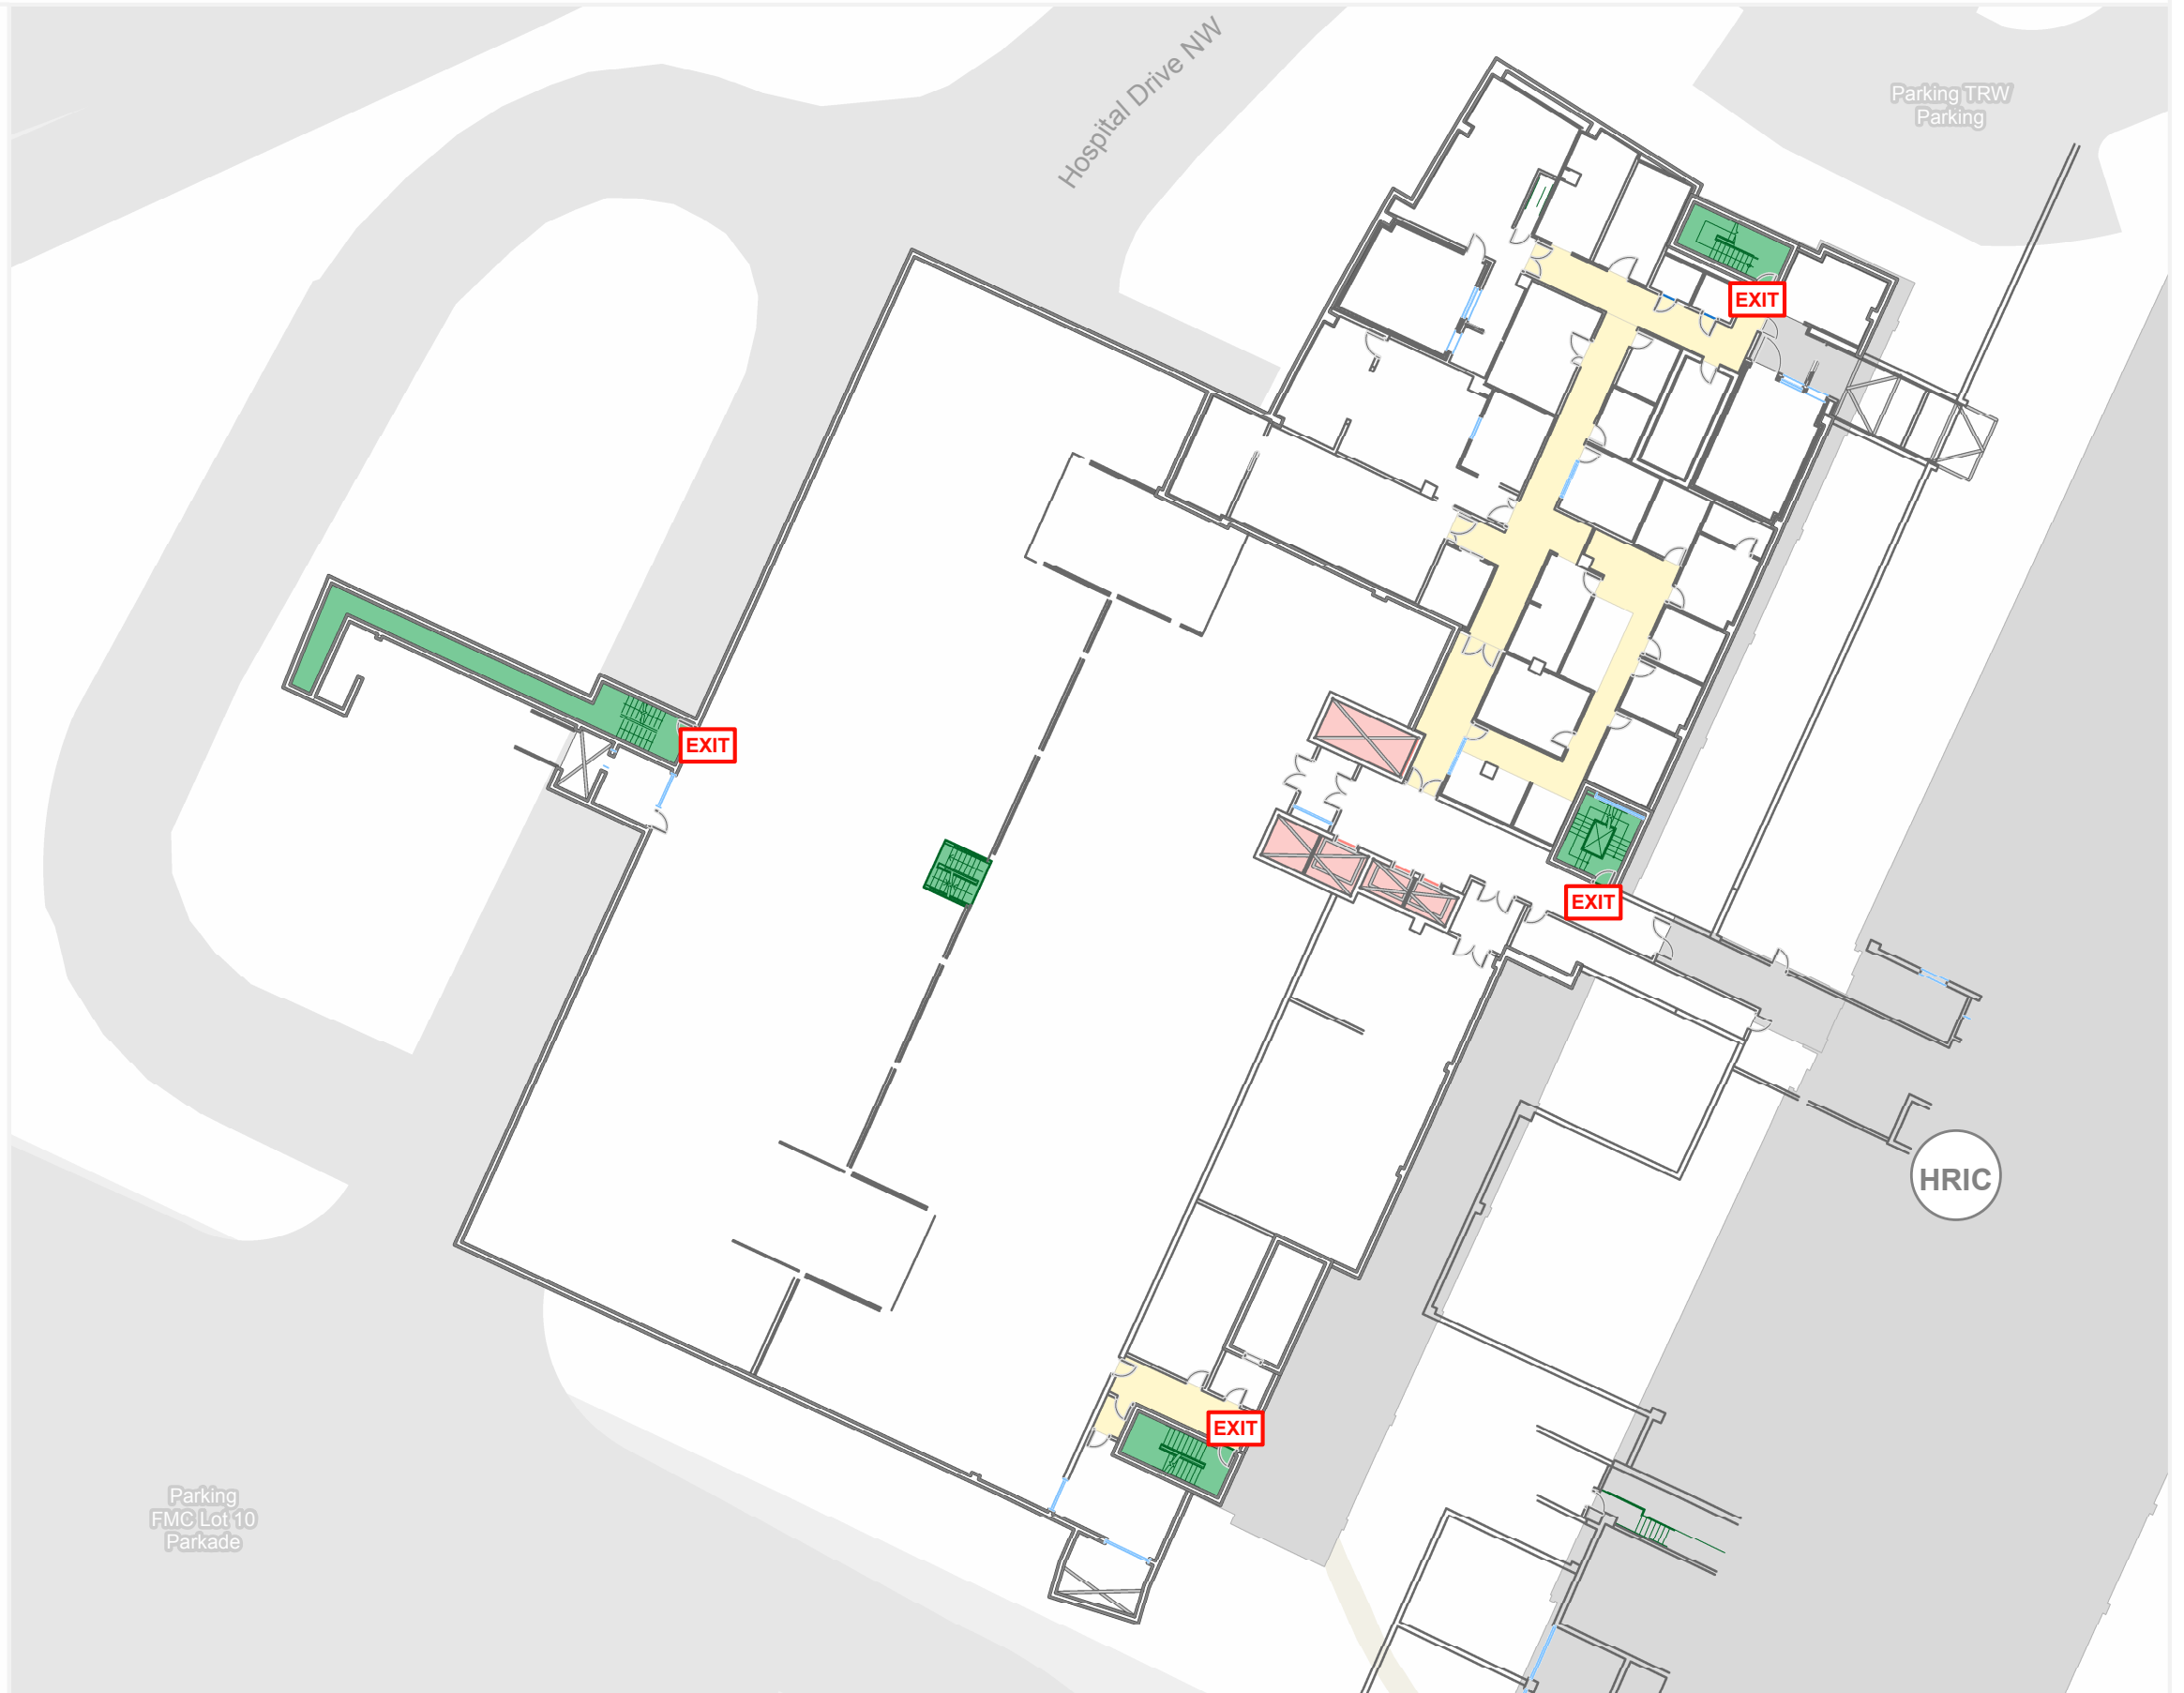 Hospital Drive NW
Parking TRW
Parking
EXIT
EXIT
EXIT
HRIC
EXIT
Parking
FMC Lot 10
Parkade